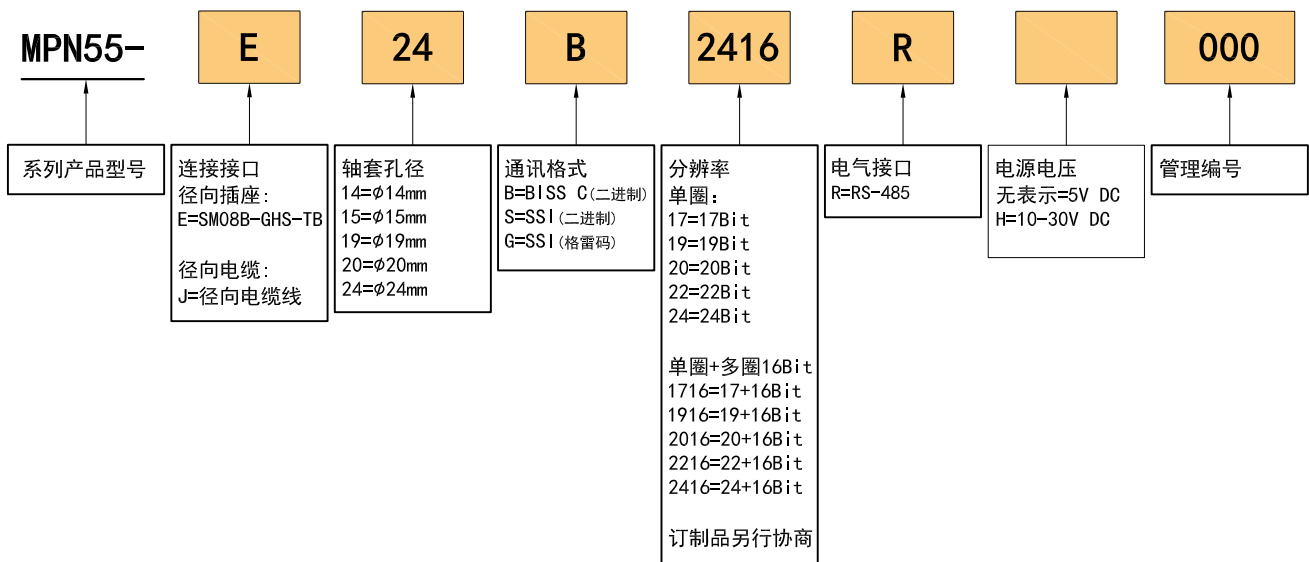 MPN55- E 24 B 2416 R 000
系列产品型号
连接接口
径向插座:
E=SM08B-GHS-TB
径向电缆:
J=径向电缆线
轴套孔径
14=φ14mm
15=φ15mm
19=φ19mm
20=φ20mm
24=φ24mm
通讯格式
B=BISS C(二进制)
S=SSI(二进制)
G=SSI(格雷码)
分辨率
单圈:
17=17Bit
19=19Bit
20=20Bit
22=22Bit
24=24Bit
单圈+多圈16Bit
1716=17+16Bit
1916=19+16Bit
2016=20+16Bit
2216=22+16Bit
2416=24+16Bit
订制品另行协商
电气接口
R=RS-485
电源电压
无表示=5V DC
H=10-30V DC
管理编号